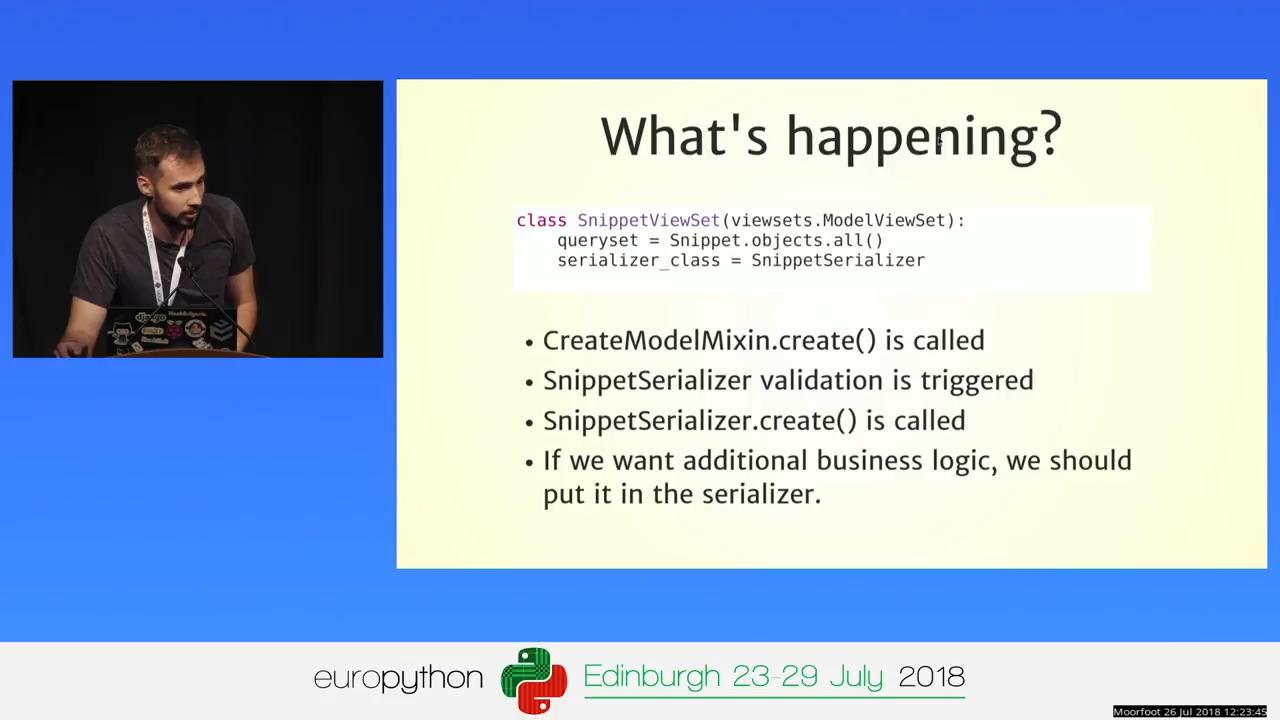 What's happening?
class SnippetViewSet(viewsets.ModelViewSet):
queryset = Snippet.objects.all()
serializer_class = SnippetSerializer
• CreateModelMixin.create() is called
• SnippetSerializer validation is triggered
• SnippetSerializer.create() is called
• If we want additional business logic, we should
put it in the serializer.
django
HackBulgaria
europython
Edinburgh 23-29 July 2018
Moorfoot 26 Jul 2018 12:23:45